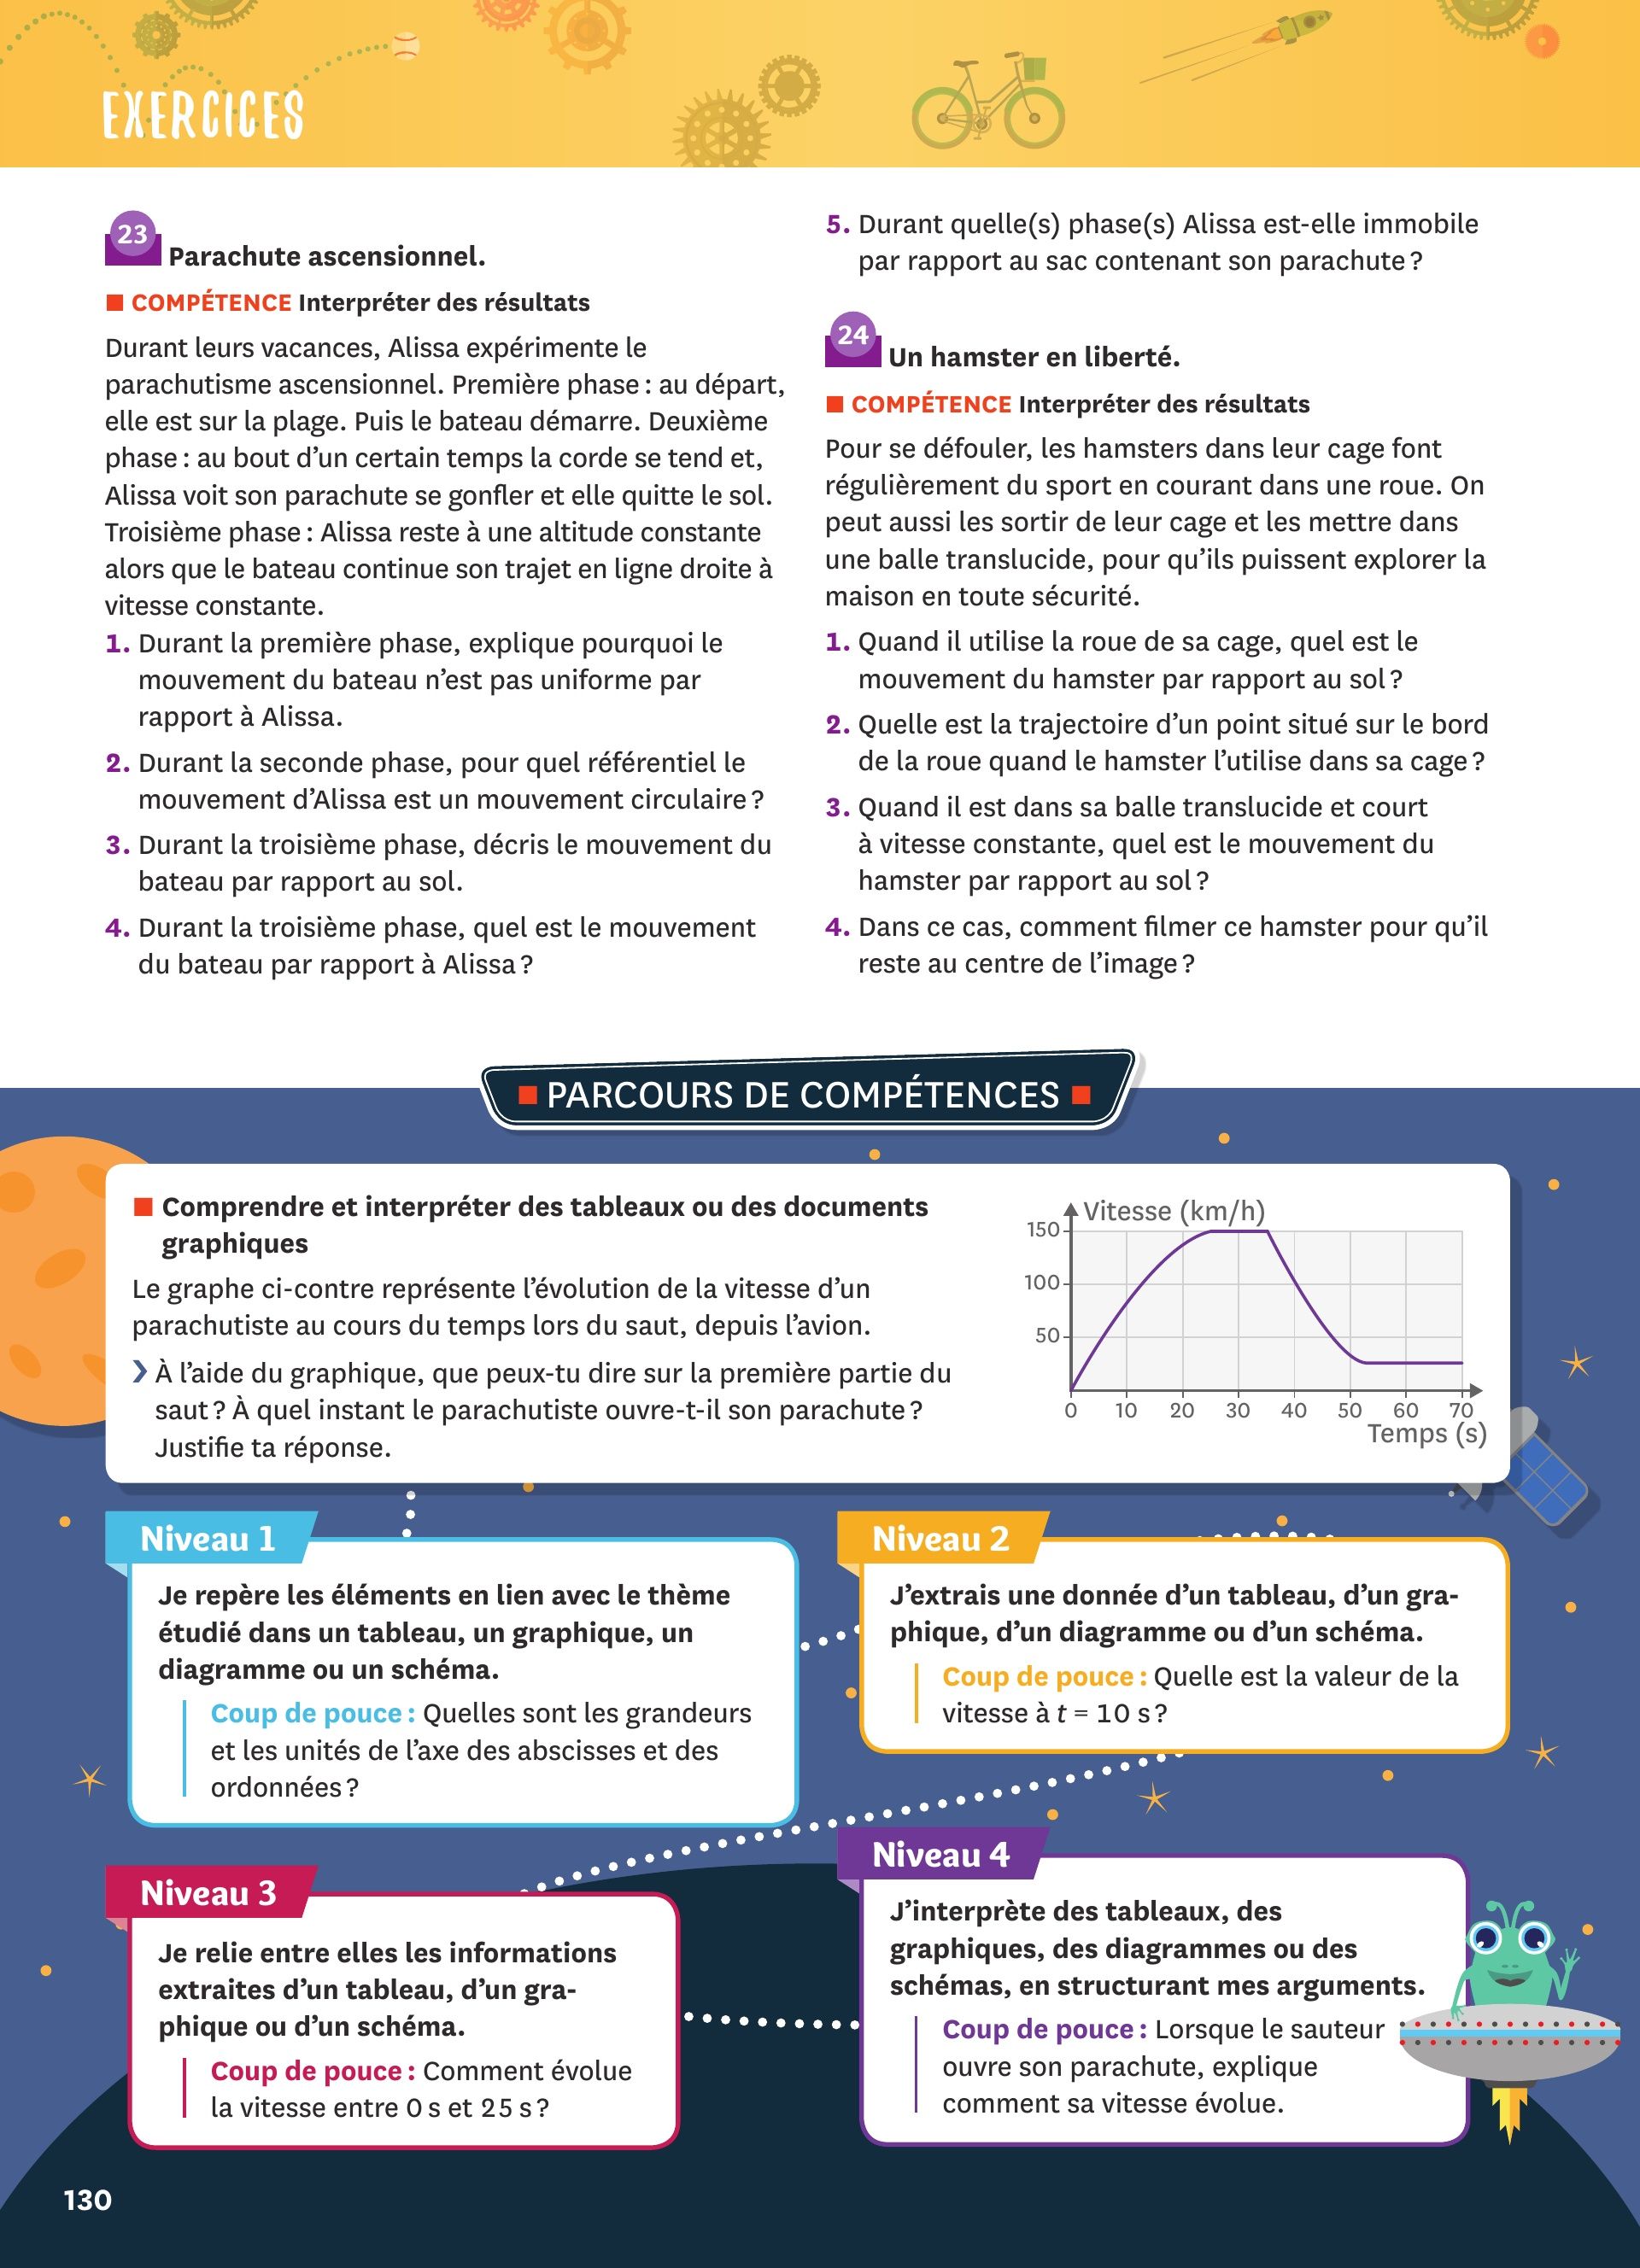 EXERCICES
23
Parachute ascensionnel.
COMPÉTENCE Interpréter des résultats
Durant leurs vacances, Alissa expérimente le
parachutisme ascensionnel. Première phase : au départ,
elle est sur la plage. Puis le bateau démarre. Deuxième
phase : au bout d’un certain temps la corde se tend et,
Alissa voit son parachute se gonfler et elle quitte le sol.
Troisième phase : Alissa reste à une altitude constante
alors que le bateau continue son trajet en ligne droite à
vitesse constante.
1. Durant la première phase, explique pourquoi le
mouvement du bateau n’est pas uniforme par
rapport à Alissa.
2. Durant la seconde phase, pour quel référentiel le
mouvement d’Alissa est un mouvement circulaire ?
3. Durant la troisième phase, décris le mouvement du
bateau par rapport au sol.
4. Durant la troisième phase, quel est le mouvement
du bateau par rapport à Alissa ?
5. Durant quelle(s) phase(s) Alissa est-elle immobile
par rapport au sac contenant son parachute ?
24
Un hamster en liberté.
COMPÉTENCE Interpréter des résultats
Pour se défouler, les hamsters dans leur cage font
régulièrement du sport en courant dans une roue. On
peut aussi les sortir de leur cage et les mettre dans
une balle translucide, pour qu’ils puissent explorer la
maison en toute sécurité.
1. Quand il utilise la roue de sa cage, quel est le
mouvement du hamster par rapport au sol ?
2. Quelle est la trajectoire d’un point situé sur le bord
de la roue quand le hamster l’utilise dans sa cage ?
3. Quand il est dans sa balle translucide et court
à vitesse constante, quel est le mouvement du
hamster par rapport au sol ?
4. Dans ce cas, comment filmer ce hamster pour qu’il
reste au centre de l’image ?
PARCOURS DE COMPÉTENCES
Comprendre et interpréter des tableaux ou des documents
graphiques
Le graphe ci-contre représente l’évolution de la vitesse d’un
parachutiste au cours du temps lors du saut, depuis l’avion.
❯ À l’aide du graphique, que peux-tu dire sur la première partie du
saut ? À quel instant le parachutiste ouvre-t-il son parachute ?
Justifie ta réponse.
Vitesse (km/h)
150
100
50
0 10 20 30 40 50 60 70
Temps (s)
Niveau 1
Je repère les éléments en lien avec le thème
étudié dans un tableau, un graphique, un
diagramme ou un schéma.
Coup de pouce : Quelles sont les grandeurs
et les unités de l’axe des abscisses et des
ordonnées ?
Niveau 2
J’extrais une donnée d’un tableau, d’un gra-
phique, d’un diagramme ou d’un schéma.
Coup de pouce : Quelle est la valeur de la
vitesse à t = 10 s ?
Niveau 3
Je relie entre elles les informations
extraites d’un tableau, d’un gra-
phique ou d’un schéma.
Coup de pouce : Comment évolue
la vitesse entre 0 s et 25 s ?
Niveau 4
J’interprète des tableaux, des
graphiques, des diagrammes ou des
schémas, en structurant mes arguments.
Coup de pouce : Lorsque le sauteur
ouvre son parachute, explique
comment sa vitesse évolue.
130